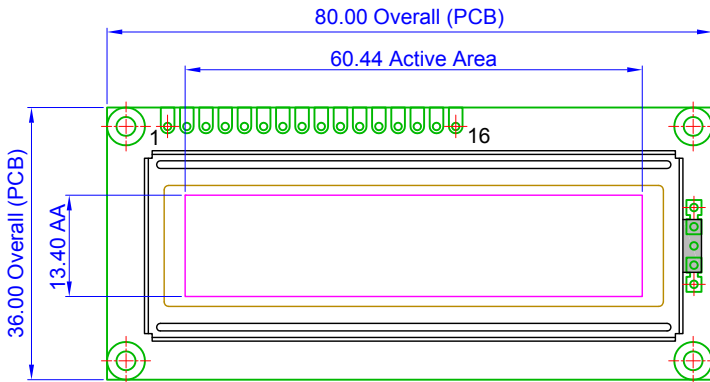 80.00 Overall (PCB)
60.44 Active Area
1
16
36.00 Overall (PCB)
13.40 AA